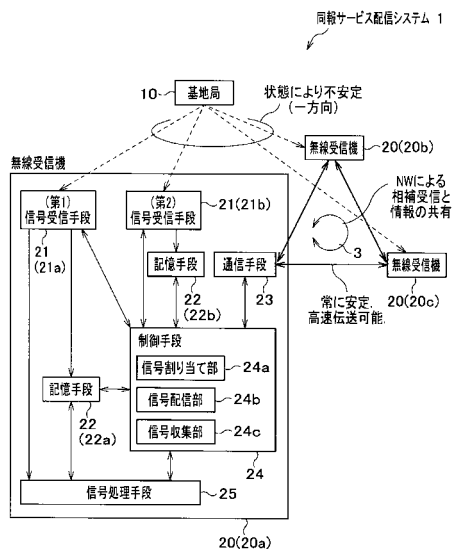 同報サービス配信システム 1
10
基地局
状態により不安定
(一方向)
無線受信機
20(20b)
無線受信機
(第1)
信号受信手段
(第2)
信号受信手段
21(21b)
21
(21a)
NWによる
相補受信と
情報の共有
3
記憶手段
22
(22b)
通信手段
23
無線受信機
20(20c)
常に安定,
高速伝送可能
制御手段
信号割り当て部
24a
信号配信部
24b
信号収集部
24c
24
記憶手段
22
(22a)
信号処理手段
25
20(20a)